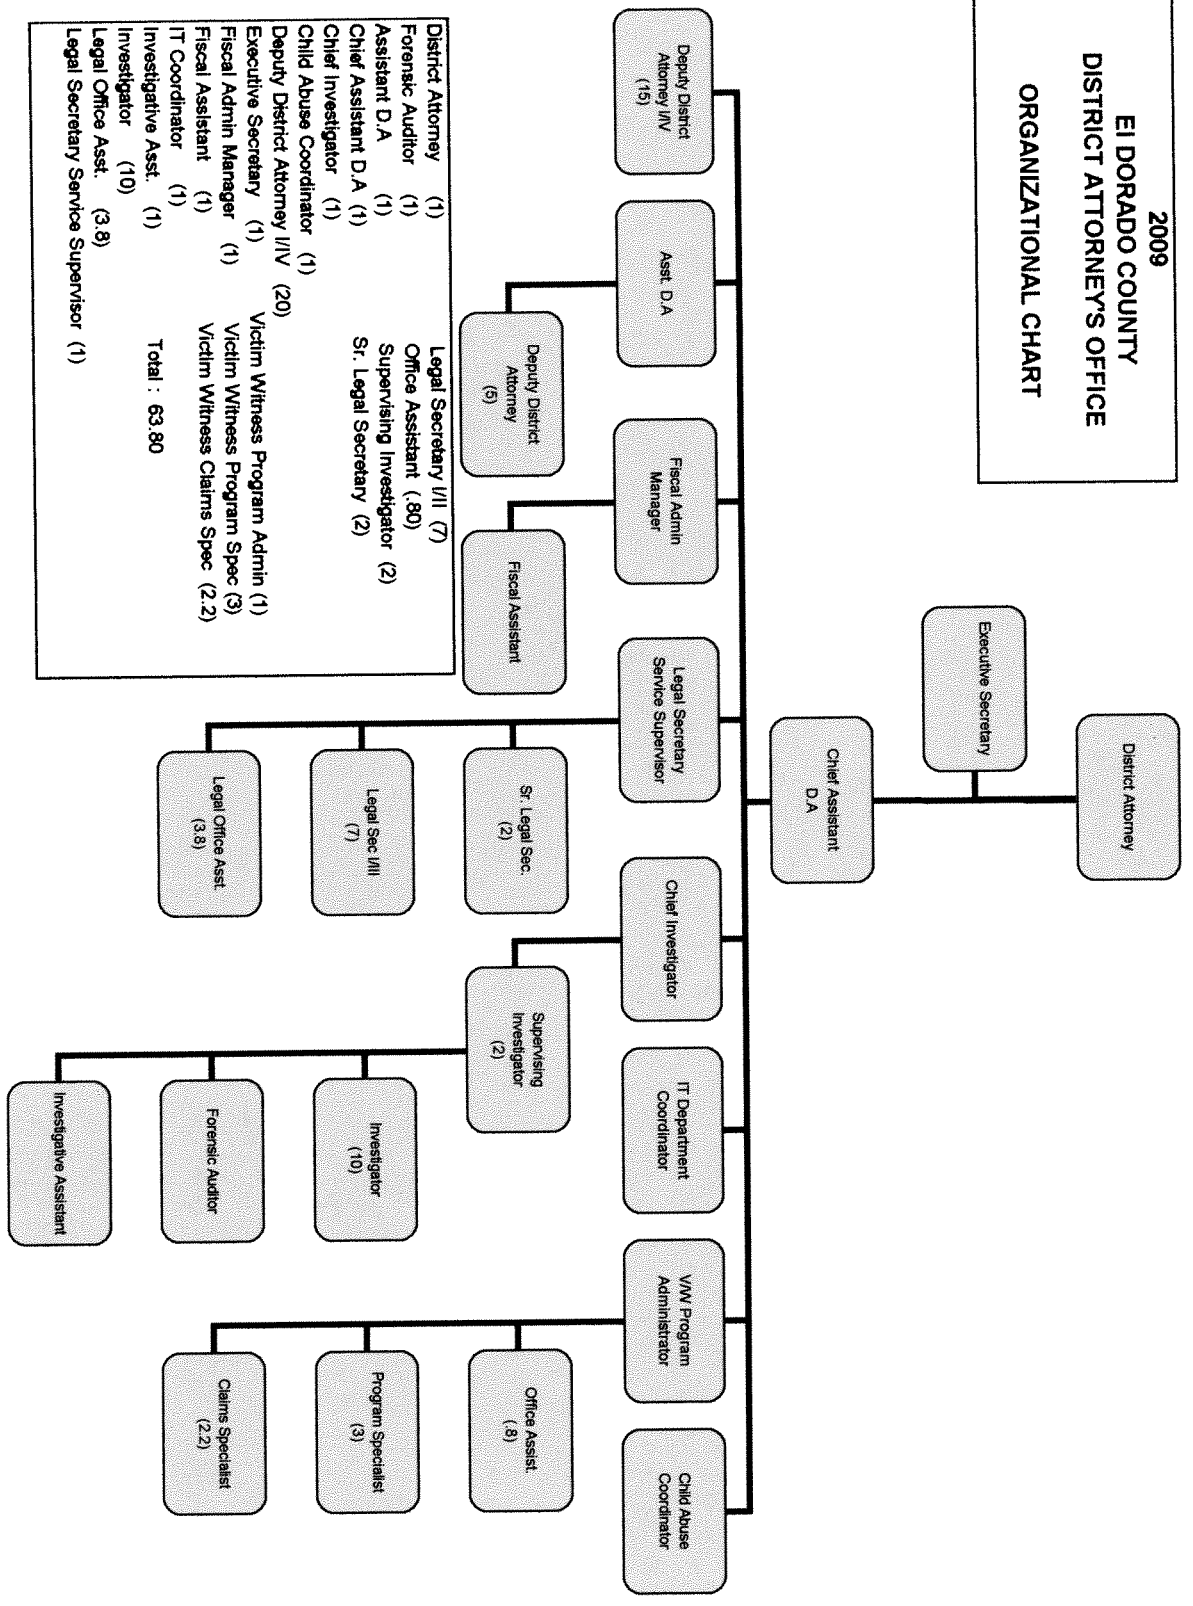 2009
El DORADO COUNTY
DISTRICT ATTORNEY'S OFFICE
ORGANIZATIONAL CHART
District Attorney
Executive Secretary
Chief Assistant
D.A
Deputy District
Attorney I/IV
(15)
Asst. D.A
Fiscal Admin
Manager
Legal Secretary
Service Supervisor
Chief Investigator
IT Department
Coordinator
V/W Program
Administrator
Child Abuse
Coordinator
Deputy District
Attorney
(5)
Fiscal Assistant
Sr. Legal Sec.
(2)
Legal Sec I/III
(7)
Legal Office Asst.
(3.8)
Supervising
Investigator
(2)
Investigator
(10)
Forensic Auditor
Investigative Assistant
Office Assist.
(.8)
Program Specialist
(3)
Claims Specialist
(2.2)
District Attorney (1)
Forensic Auditor (1)
Assistant D.A (1)
Chief Assistant D.A (1)
Chief Investigator (1)
Child Abuse Coordinator (1)
Deputy District Attorney I/IV (20)
Executive Secretary (1)
Fiscal Admin Manager (1)
Fiscal Assistant (1)
IT Coordinator (1)
Investigative Asst. (1)
Investigator (10)
Legal Office Asst. (3.8)
Legal Secretary Service Supervisor (1)
Legal Secretary I/II (7)
Office Assistant (.80)
Supervising Investigator (2)
Sr. Legal Secretary (2)
Victim Witness Program Admin (1)
Victim Witness Program Spec (3)
Victim Witness Claims Spec (2.2)
Total : 63.80